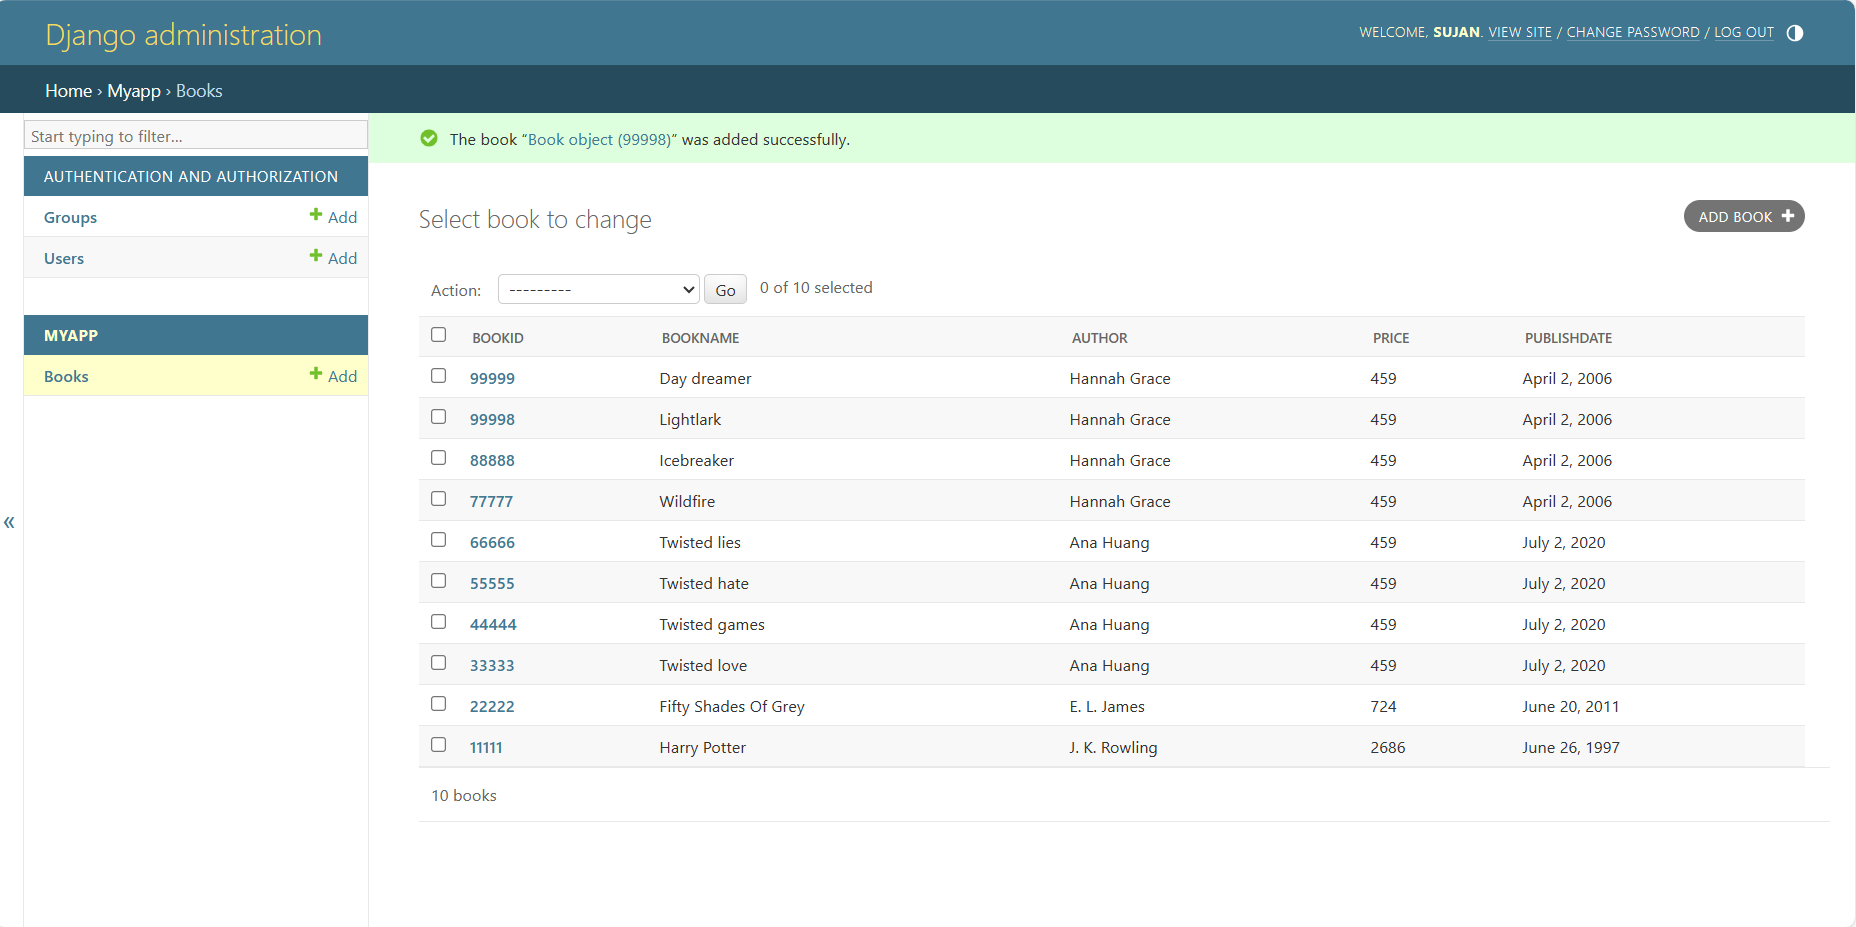 Django administration
WELCOME, SUJAN. VIEW SITE / CHANGE PASSWORD / LOG OUT
Home › Myapp › Books
Start typing to filter...
AUTHENTICATION AND AUTHORIZATION
Groups Add
Users Add
MYAPP
Books Add
«
The book “Book object (99998)” was added successfully.
Select book to change
ADD BOOK
Action: --------- Go 0 of 10 selected
BOOKID BOOKNAME AUTHOR PRICE PUBLISHDATE
99999 Day dreamer Hannah Grace 459 April 2, 2006
99998 Lightlark Hannah Grace 459 April 2, 2006
88888 Icebreaker Hannah Grace 459 April 2, 2006
77777 Wildfire Hannah Grace 459 April 2, 2006
66666 Twisted lies Ana Huang 459 July 2, 2020
55555 Twisted hate Ana Huang 459 July 2, 2020
44444 Twisted games Ana Huang 459 July 2, 2020
33333 Twisted love Ana Huang 459 July 2, 2020
22222 Fifty Shades Of Grey E. L. James 724 June 20, 2011
11111 Harry Potter J. K. Rowling 2686 June 26, 1997
10 books